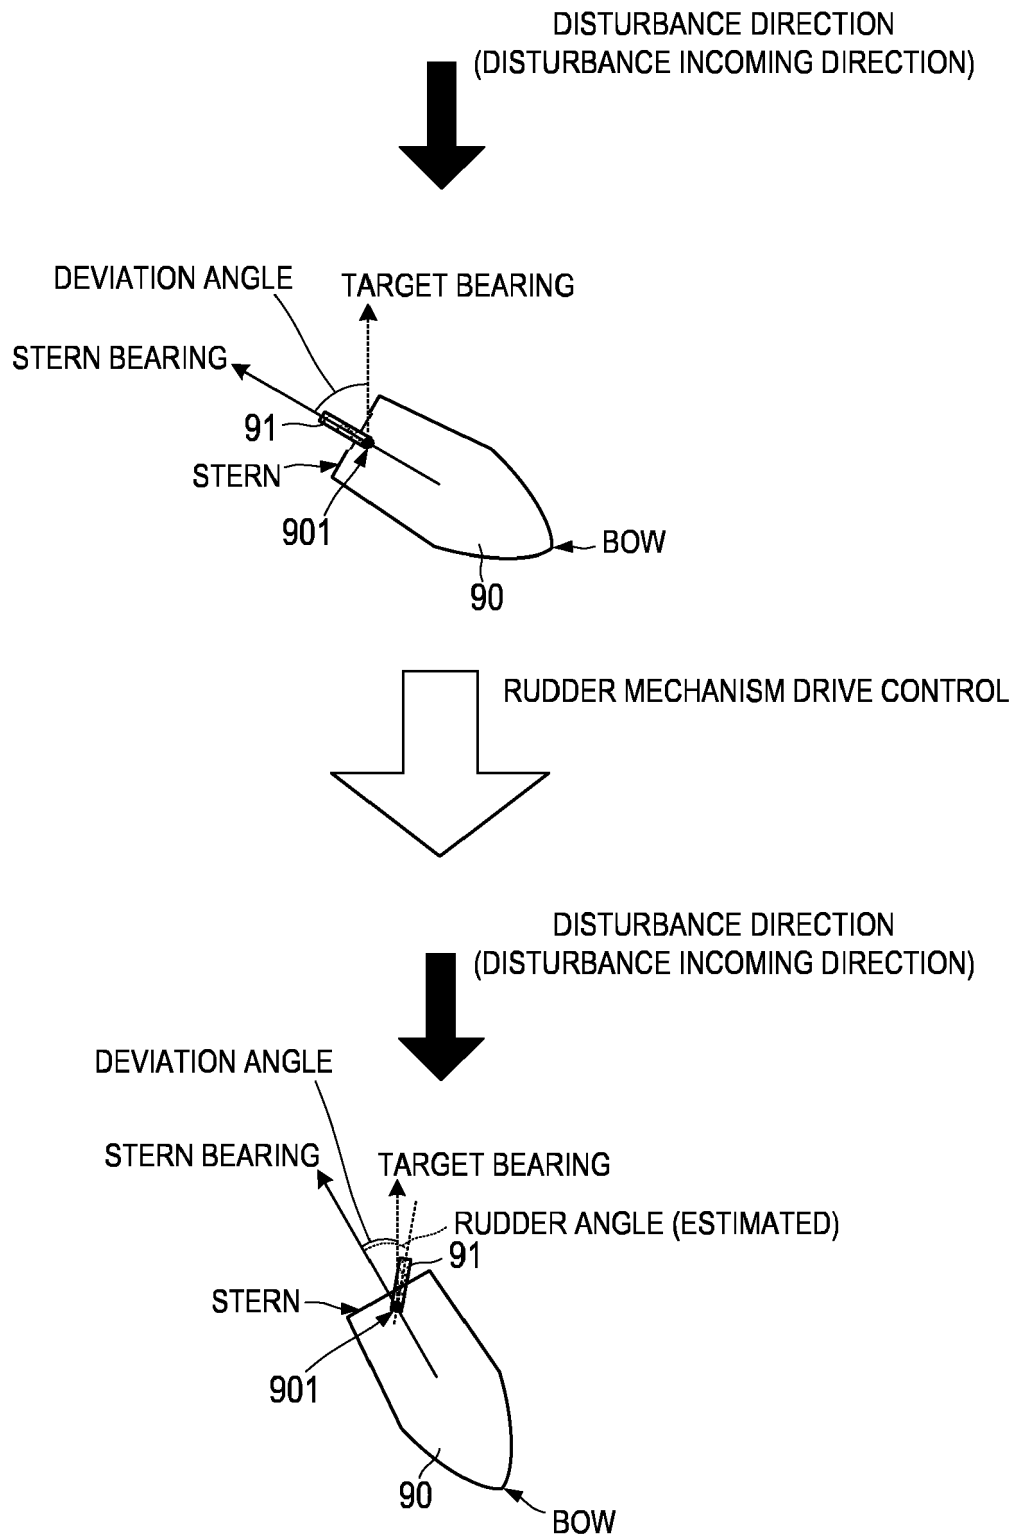 DISTURBANCE DIRECTION
(DISTURBANCE INCOMING DIRECTION)
DEVIATION ANGLE
TARGET BEARING
STERN BEARING
91
STERN
901
BOW
90
RUDDER MECHANISM DRIVE CONTROL
DISTURBANCE DIRECTION
(DISTURBANCE INCOMING DIRECTION)
DEVIATION ANGLE
STERN BEARING
TARGET BEARING
RUDDER ANGLE (ESTIMATED)
91
STERN
901
90
BOW